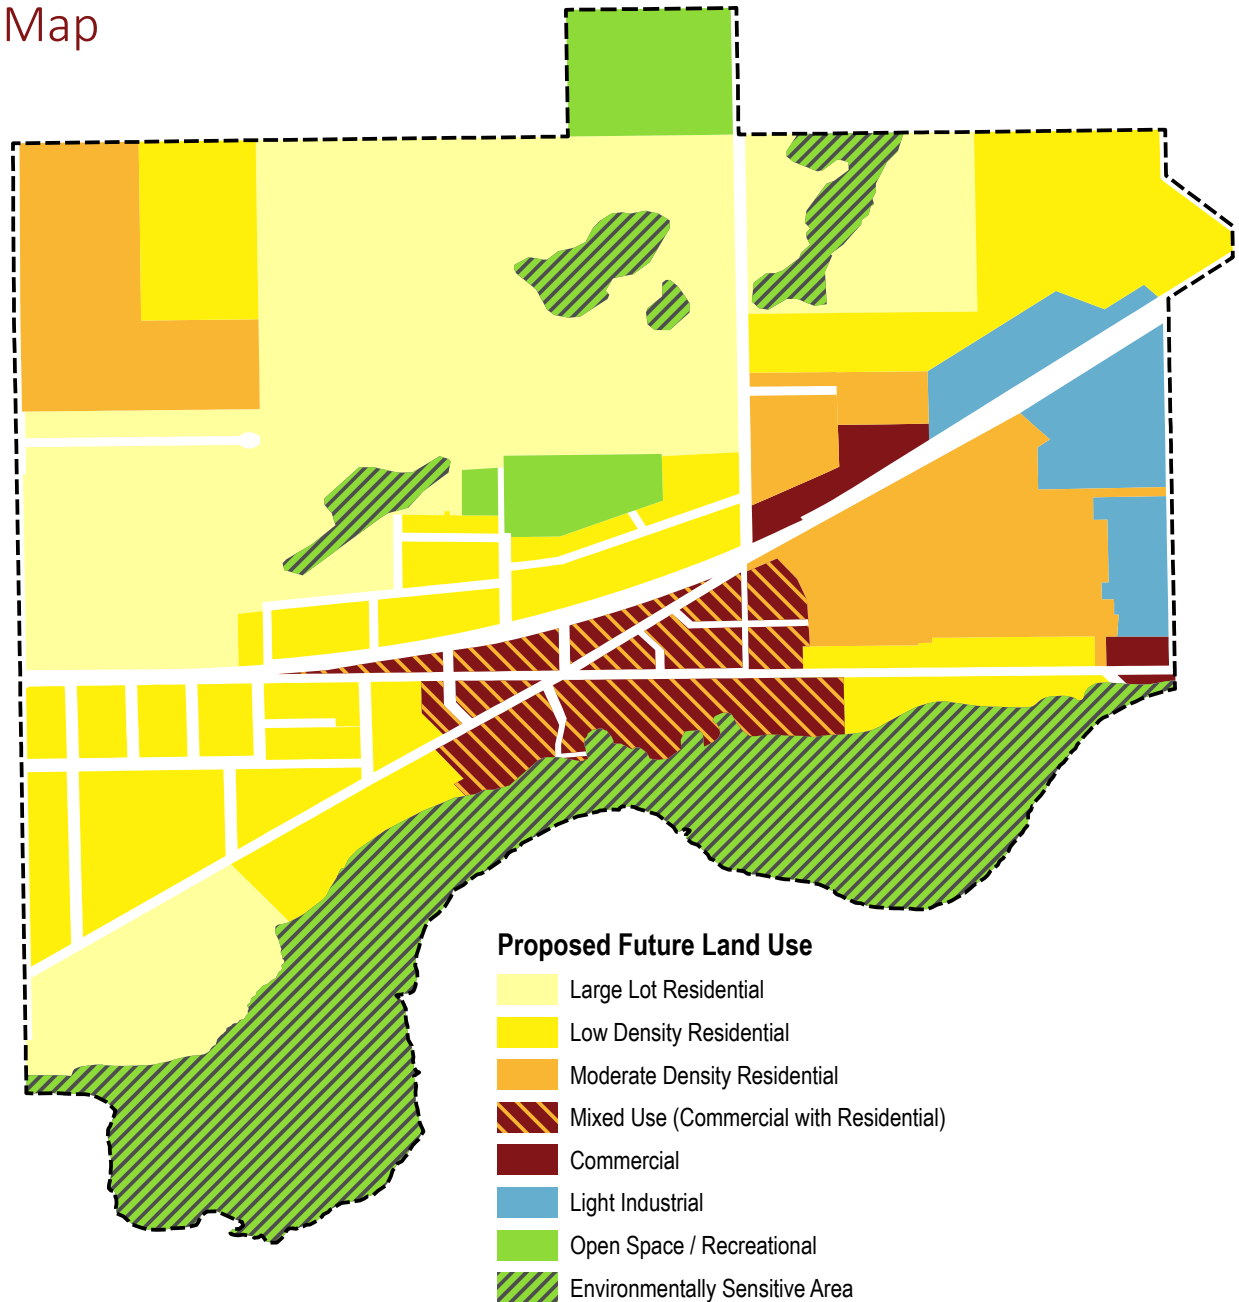 Map
Proposed Future Land Use
Large Lot Residential
Low Density Residential
Moderate Density Residential
Mixed Use (Commercial with Residential)
Commercial
Light Industrial
Open Space / Recreational
Environmentally Sensitive Area